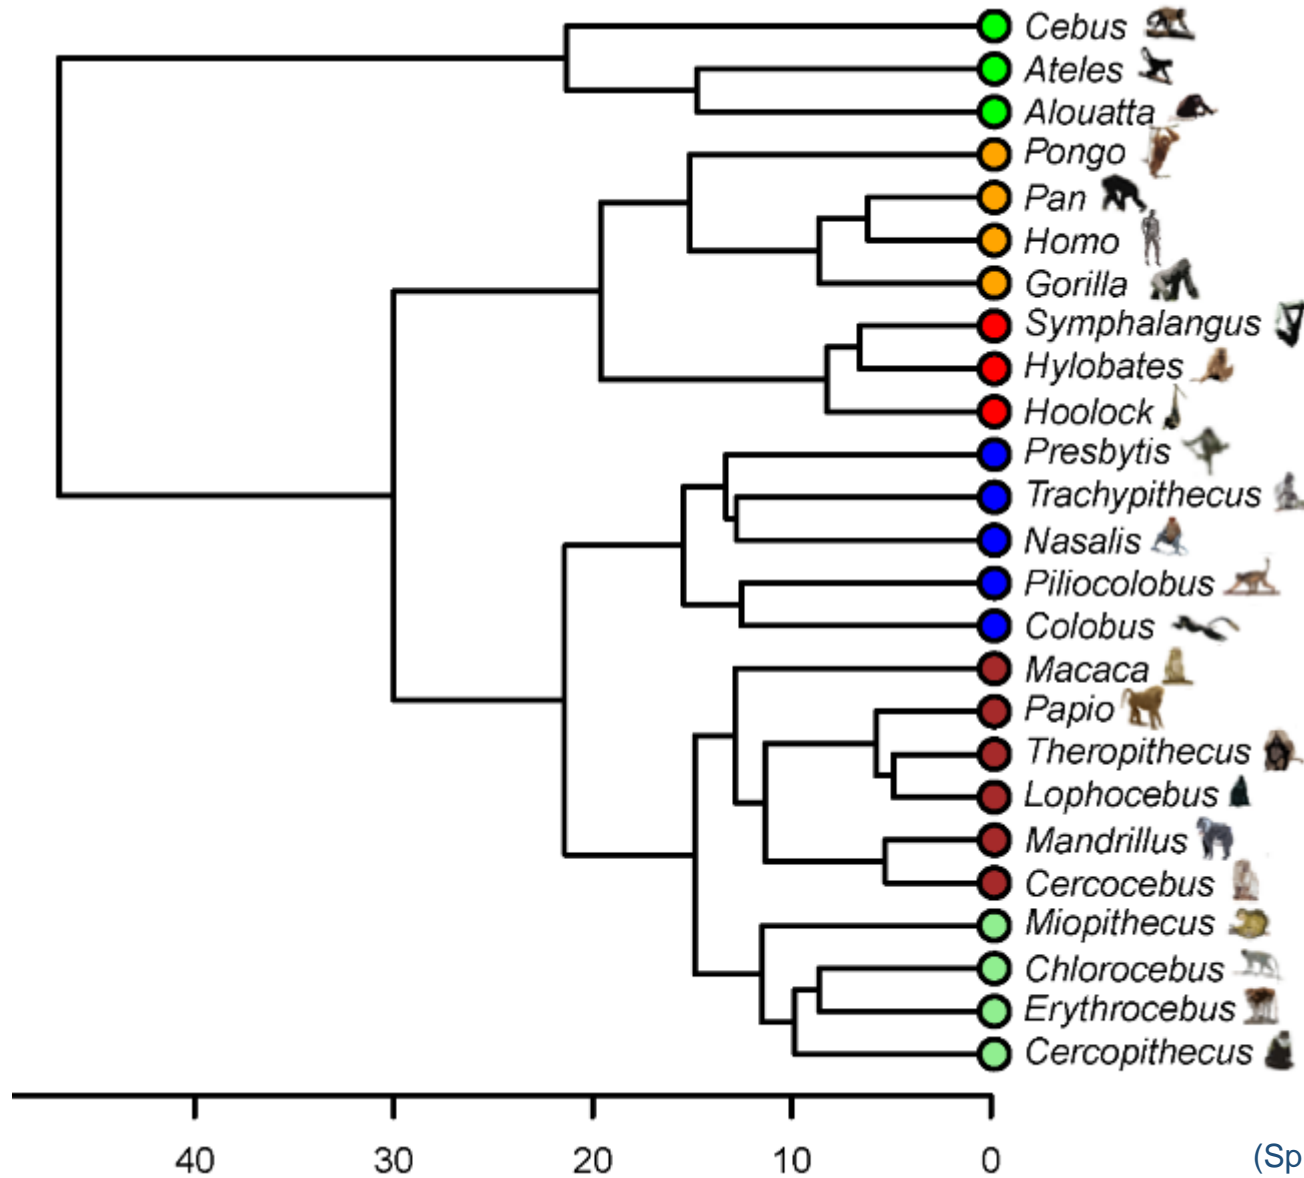 Cebus
Ateles
Alouatta
Pongo
Pan
Homo
Gorilla
Symphalangus
Hylobates
Hoolock
Presbytis
Trachypithecus
Nasalis
Piliocolobus
Colobus
Macaca
Papio
Theropithecus
Lophocebus
Mandrillus
Cercocebus
Miopithecus
Chlorocebus
Erythrocebus
Cercopithecus
40 30 20 10 0 (Sp